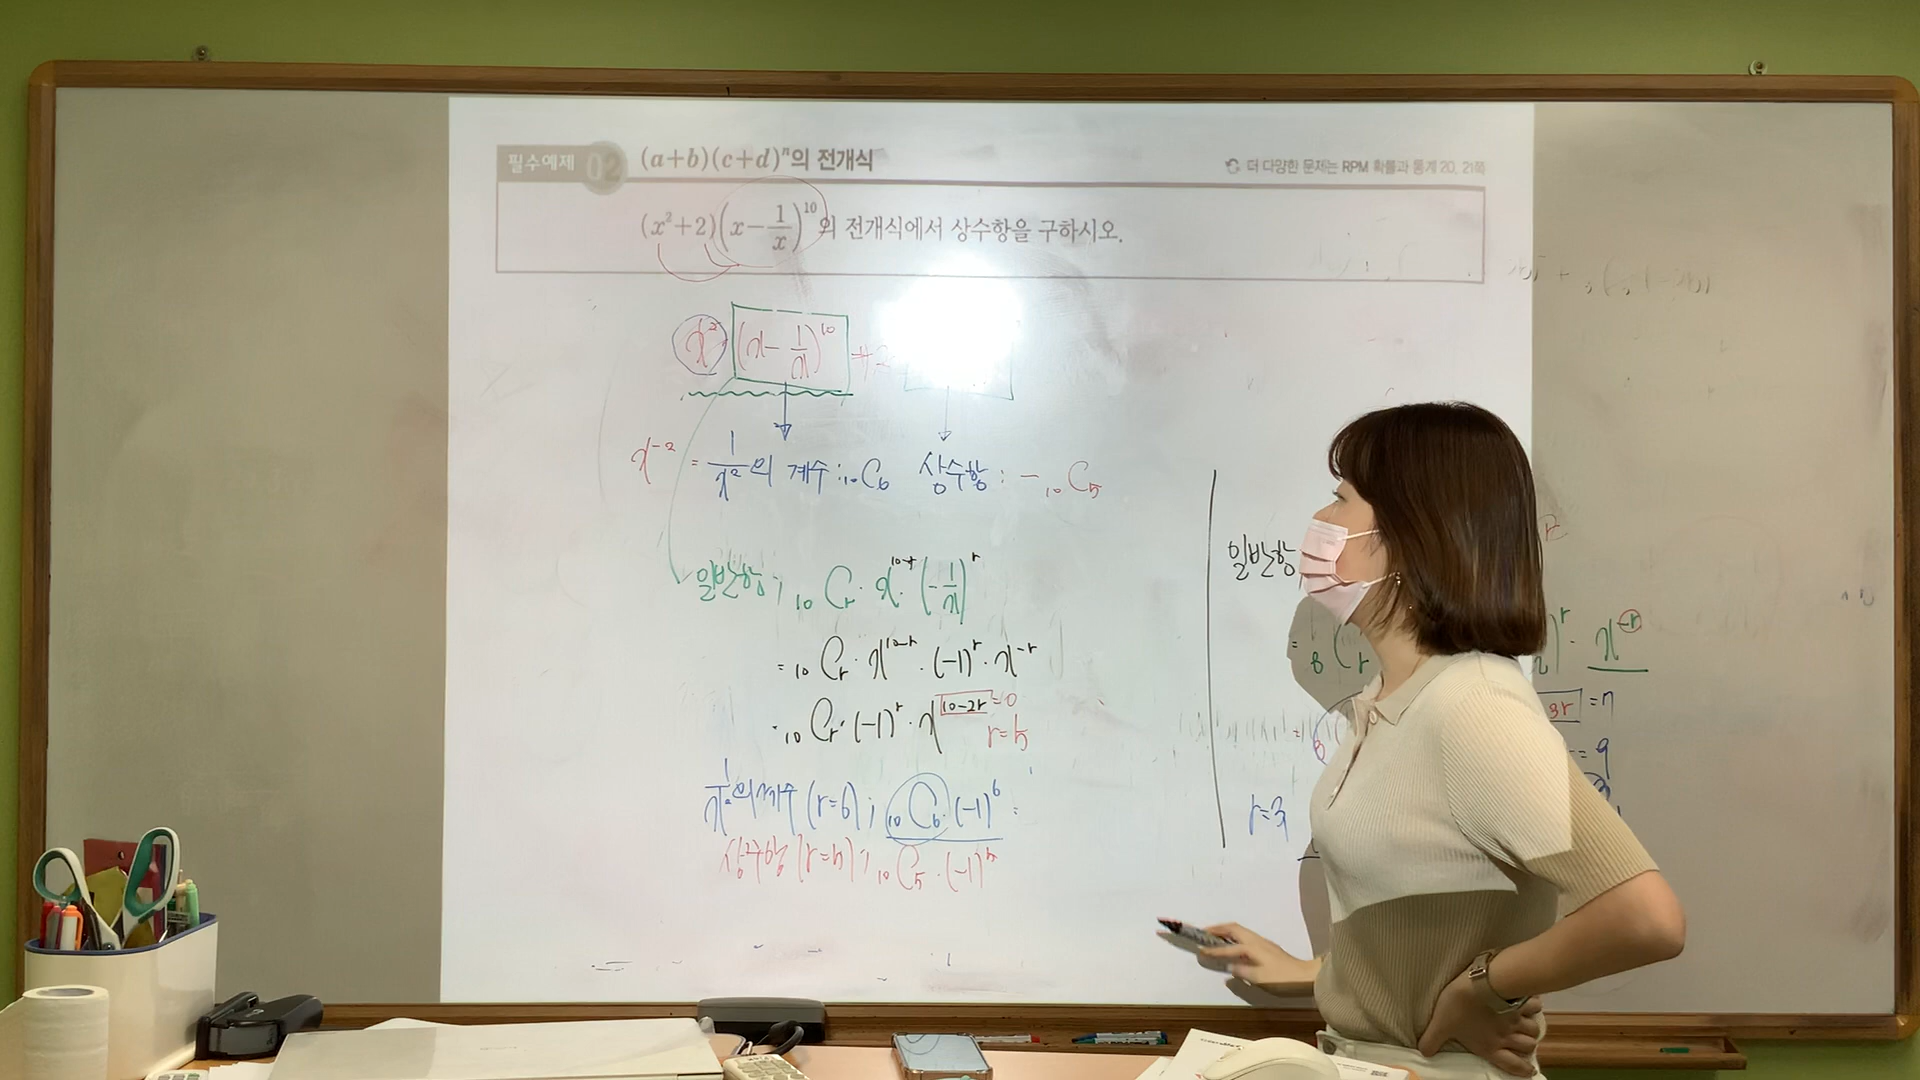 필수예제 02 (a+b)(c+d)ⁿ의 전개식
더 다양한 문제는 RPM 확률과 통계 20, 21쪽
(x²+2)(x-1/x)¹⁰의 전개식에서 상수항을 구하시오.
x² (x-1/x)¹⁰ +2
x⁻² = 1/x²의 계수: ₁₀C₆ 상수항: -₁₀C₅
일반항; ₁₀Cᵣ·x¹⁰⁻ʳ·(-1/x)ʳ
= ₁₀Cᵣ·x¹⁰⁻ʳ·(-1)ʳ·x⁻ʳ
= ₁₀Cᵣ·(-1)ʳ·x¹⁰⁻²ʳ =0
r=5
1/x²의 계수 (r=6); ₁₀C₆·(-1)⁶
상수항 (r=5); ₁₀C₅·(-1)⁵
일반항
= ₈Cᵣ )ʳ·x⁻ʳ
3r =7
= 9
r=3